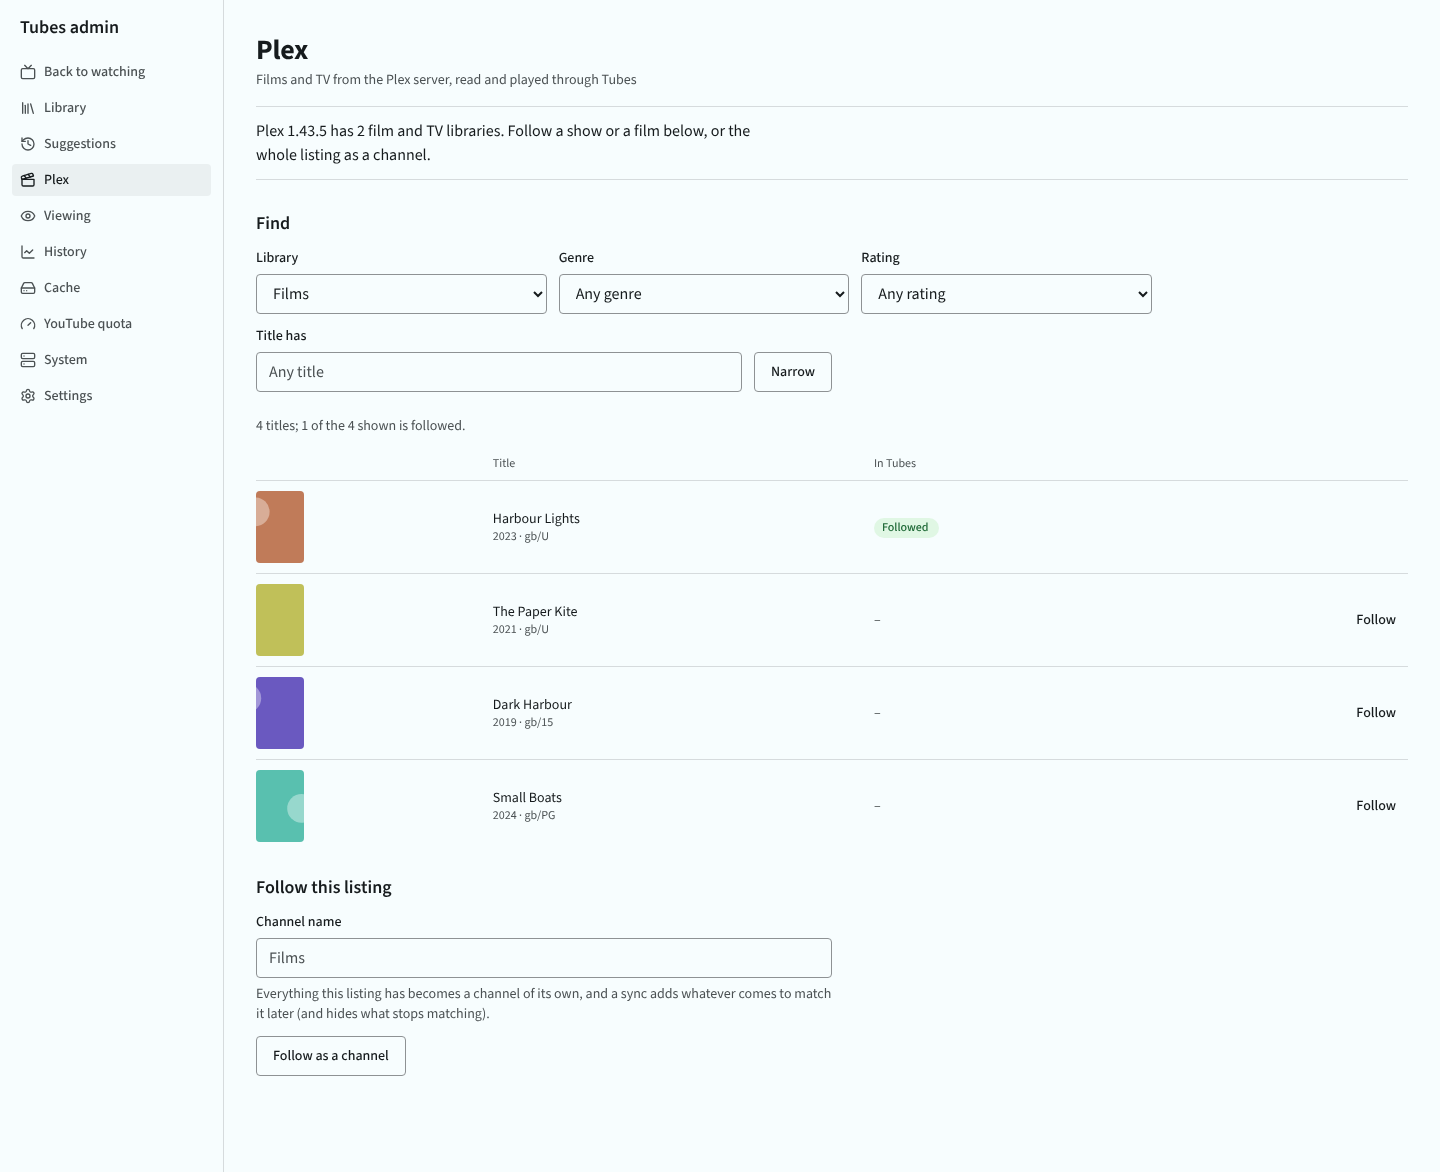 Tubes admin
Back to watching
Library
Suggestions
Plex
Viewing
History
Cache
YouTube quota
System
Settings
Plex
Films and TV from the Plex server, read and played through Tubes
Plex 1.43.5 has 2 film and TV libraries. Follow a show or a film below, or the
whole listing as a channel.
Find
Library Genre Rating
Films Any genre Any rating
Title has
Any title Narrow
4 titles; 1 of the 4 shown is followed.
Title In Tubes
Harbour Lights
2023 · gb/U
Followed
The Paper Kite
2021 · gb/U
– Follow
Dark Harbour
2019 · gb/15
– Follow
Small Boats
2024 · gb/PG
– Follow
Follow this listing
Channel name
Films
Everything this listing has becomes a channel of its own, and a sync adds whatever comes to match
it later (and hides what stops matching).
Follow as a channel